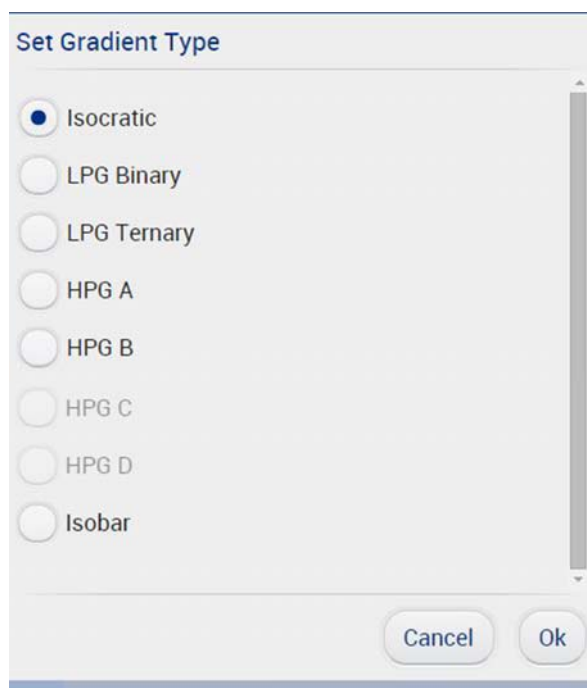 Set Gradient Type
Isocratic
LPG Binary
LPG Ternary
HPG A
HPG B
HPG C
HPG D
Isobar
Cancel Ok